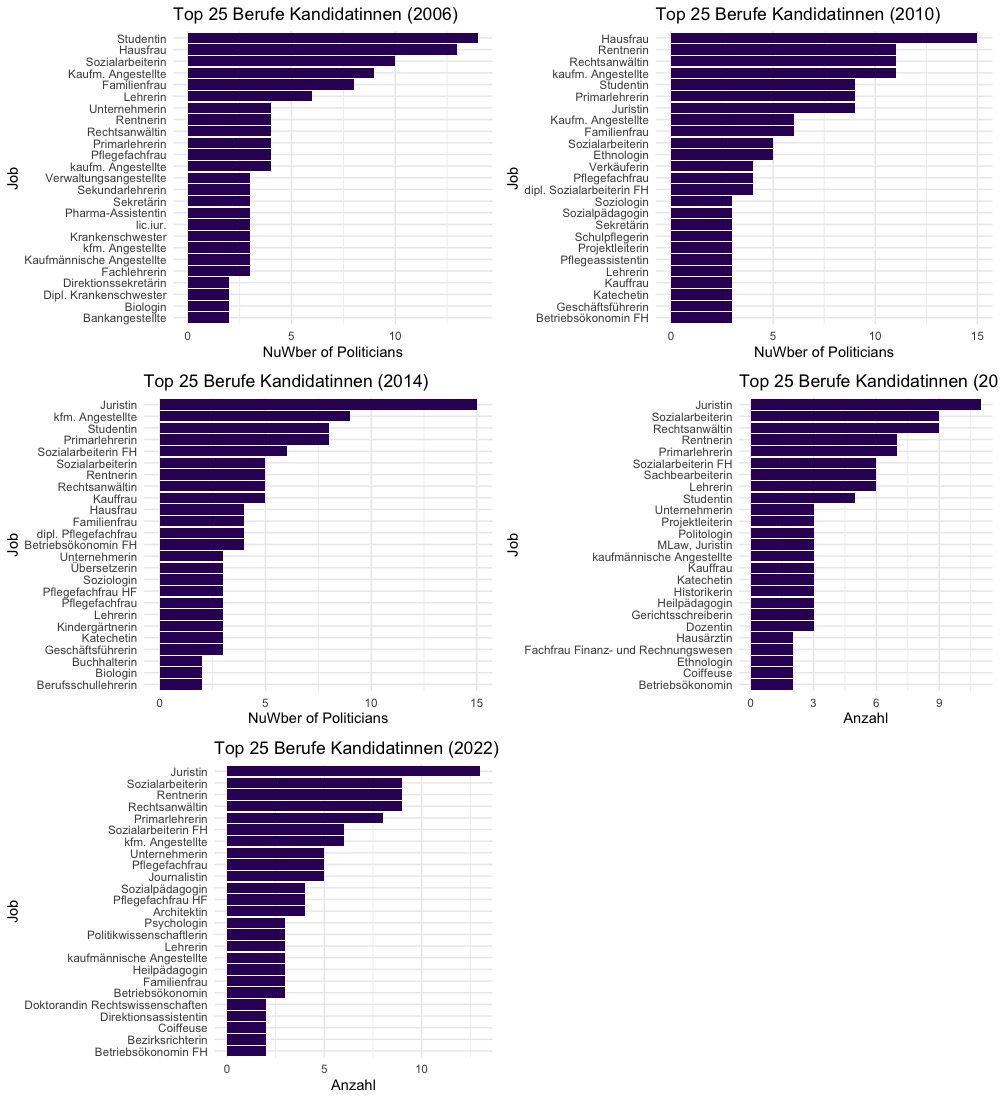 Top 25 Berufe Kandidatinnen (2006)
Job
Studentin
Hausfrau
Sozialarbeiterin
Kaufm. Angestellte
Familienfrau
Lehrerin
Unternehmerin
Rentnerin
Rechtsanwältin
Primarlehrerin
Pflegefachfrau
kaufm. Angestellte
Verwaltungsangestellte
Sekundarlehrerin
Sekretärin
Pharma-Assistentin
lic.iur.
Krankenschwester
kfm. Angestellte
Kaufmännische Angestellte
Fachlehrerin
Direktionssekretärin
Dipl. Krankenschwester
Biologin
Bankangestellte
0 5 10
NuWber of Politicians
Top 25 Berufe Kandidatinnen (2010)
Job
Hausfrau
Rentnerin
Rechtsanwältin
kaufm. Angestellte
Studentin
Primarlehrerin
Juristin
Kaufm. Angestellte
Familienfrau
Sozialarbeiterin
Ethnologin
Verkäuferin
Pflegefachfrau
dipl. Sozialarbeiterin FH
Soziologin
Sozialpädagogin
Sekretärin
Schulpflegerin
Projektleiterin
Pflegeassistentin
Lehrerin
Kauffrau
Katechetin
Geschäftsführerin
Betriebsökonomin FH
0 5 10 15
NuWber of Politicians
Top 25 Berufe Kandidatinnen (2014)
Job
Juristin
kfm. Angestellte
Studentin
Primarlehrerin
Sozialarbeiterin FH
Sozialarbeiterin
Rentnerin
Rechtsanwältin
Kauffrau
Hausfrau
Familienfrau
dipl. Pflegefachfrau
Betriebsökonomin FH
Unternehmerin
Übersetzerin
Soziologin
Pflegefachfrau HF
Pflegefachfrau
Lehrerin
Kindergärtnerin
Katechetin
Geschäftsführerin
Buchhalterin
Biologin
Berufsschullehrerin
0 5 10 15
NuWber of Politicians
Top 25 Berufe Kandidatinnen (20
Job
Juristin
Sozialarbeiterin
Rechtsanwältin
Rentnerin
Primarlehrerin
Sozialarbeiterin FH
Sachbearbeiterin
Lehrerin
Studentin
Unternehmerin
Projektleiterin
Politologin
MLaw, Juristin
kaufmännische Angestellte
Kauffrau
Katechetin
Historikerin
Heilpädagogin
Gerichtsschreiberin
Dozentin
Hausärztin
Fachfrau Finanz- und Rechnungswesen
Ethnologin
Coiffeuse
Betriebsökonomin
0 3 6 9
Anzahl
Top 25 Berufe Kandidatinnen (2022)
Job
Juristin
Sozialarbeiterin
Rentnerin
Rechtsanwältin
Primarlehrerin
Sozialarbeiterin FH
kfm. Angestellte
Unternehmerin
Pflegefachfrau
Journalistin
Sozialpädagogin
Pflegefachfrau HF
Architektin
Psychologin
Politikwissenschaftlerin
Lehrerin
kaufmännische Angestellte
Heilpädagogin
Familienfrau
Betriebsökonomin
Doktorandin Rechtswissenschaften
Direktionsassistentin
Coiffeuse
Bezirksrichterin
Betriebsökonomin FH
0 5 10
Anzahl